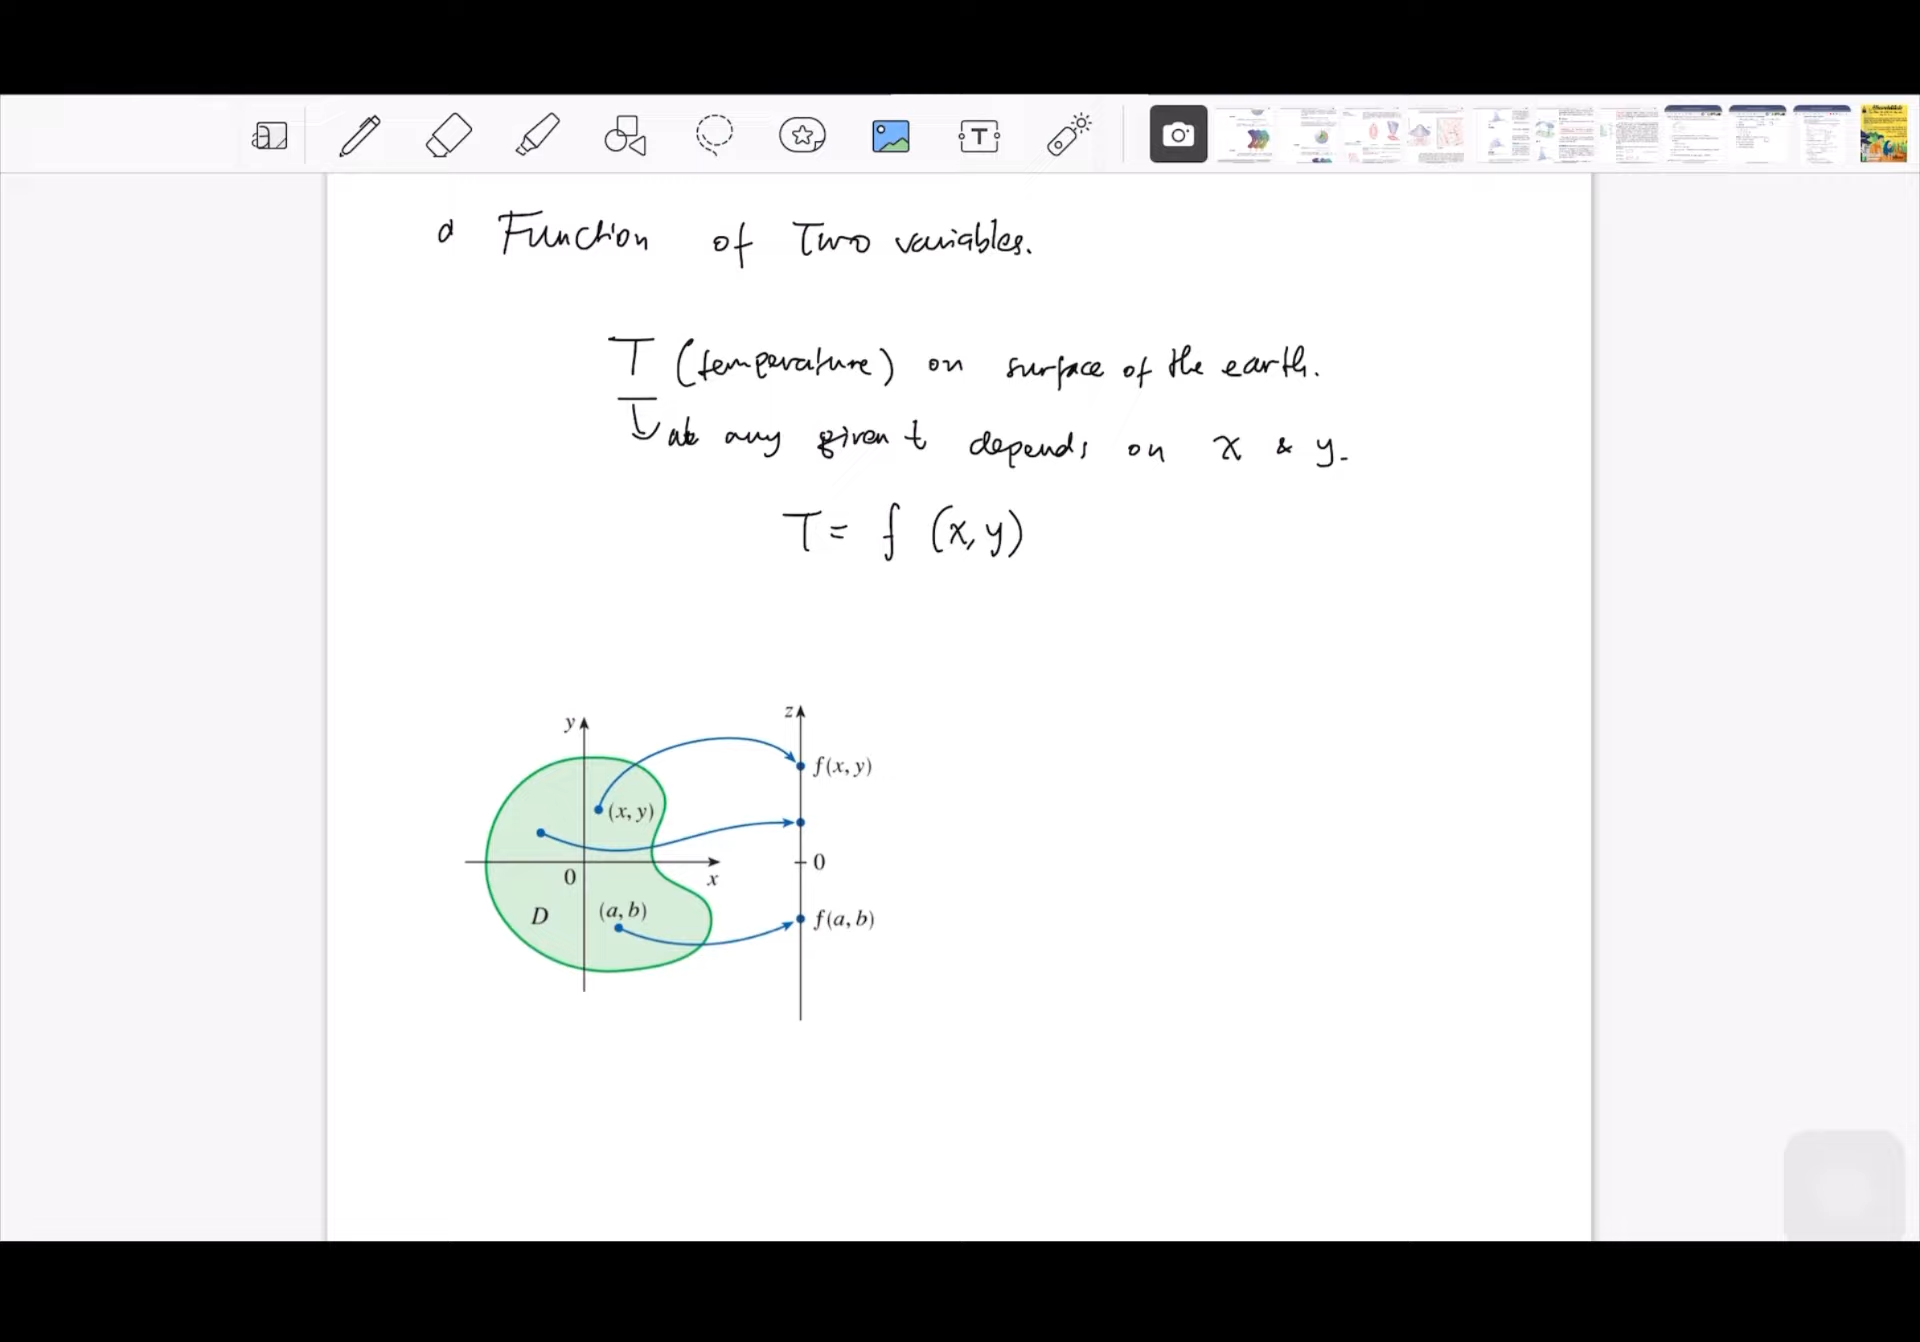 Function of Two variables.
T (temperature) on surface of the earth.
at any given t depends on x & y.
T = f (x, y)
y
z
f(x, y)
(x, y)
0
0
x
D
(a, b)
f(a, b)